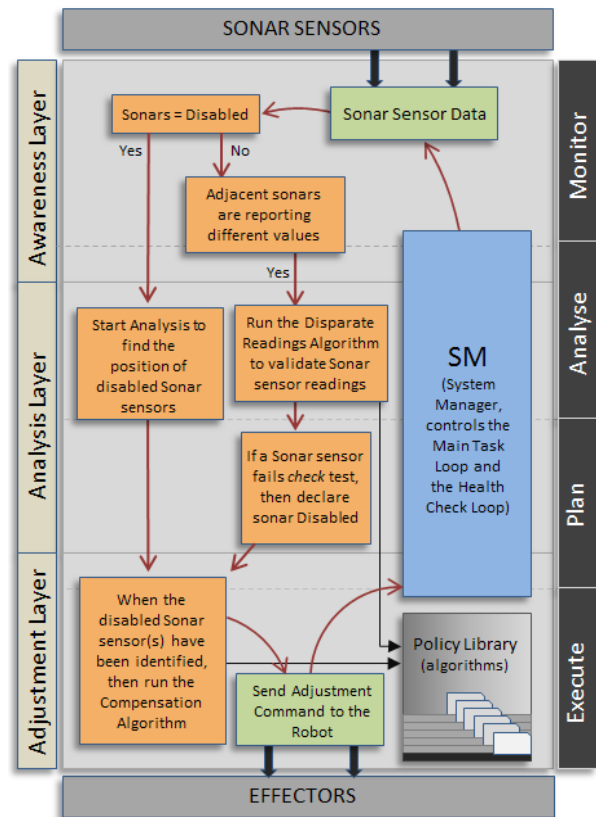 SONAR SENSORS
Awareness Layer
Analysis Layer
Adjustment Layer
Sonars = Disabled
Sonar Sensor Data
Yes
No
Adjacent sonars
are reporting
different values
Yes
Start Analysis to
find the
position of
disabled Sonar
sensors
Run the Disparate
Readings Algorithm
to validate Sonar
sensor readings
If a Sonar sensor
fails check test,
then declare
sonar Disabled
When the
disabled Sonar
sensor(s) have
been identified,
then run the
Compensation
Algorithm
Send Adjustment
Command to the
Robot
SM
(System
Manager,
controls the
Main Task
Loop and
the Health
Check Loop)
Policy Library
(algorithms)
Monitor
Analyse
Plan
Execute
EFFECTORS